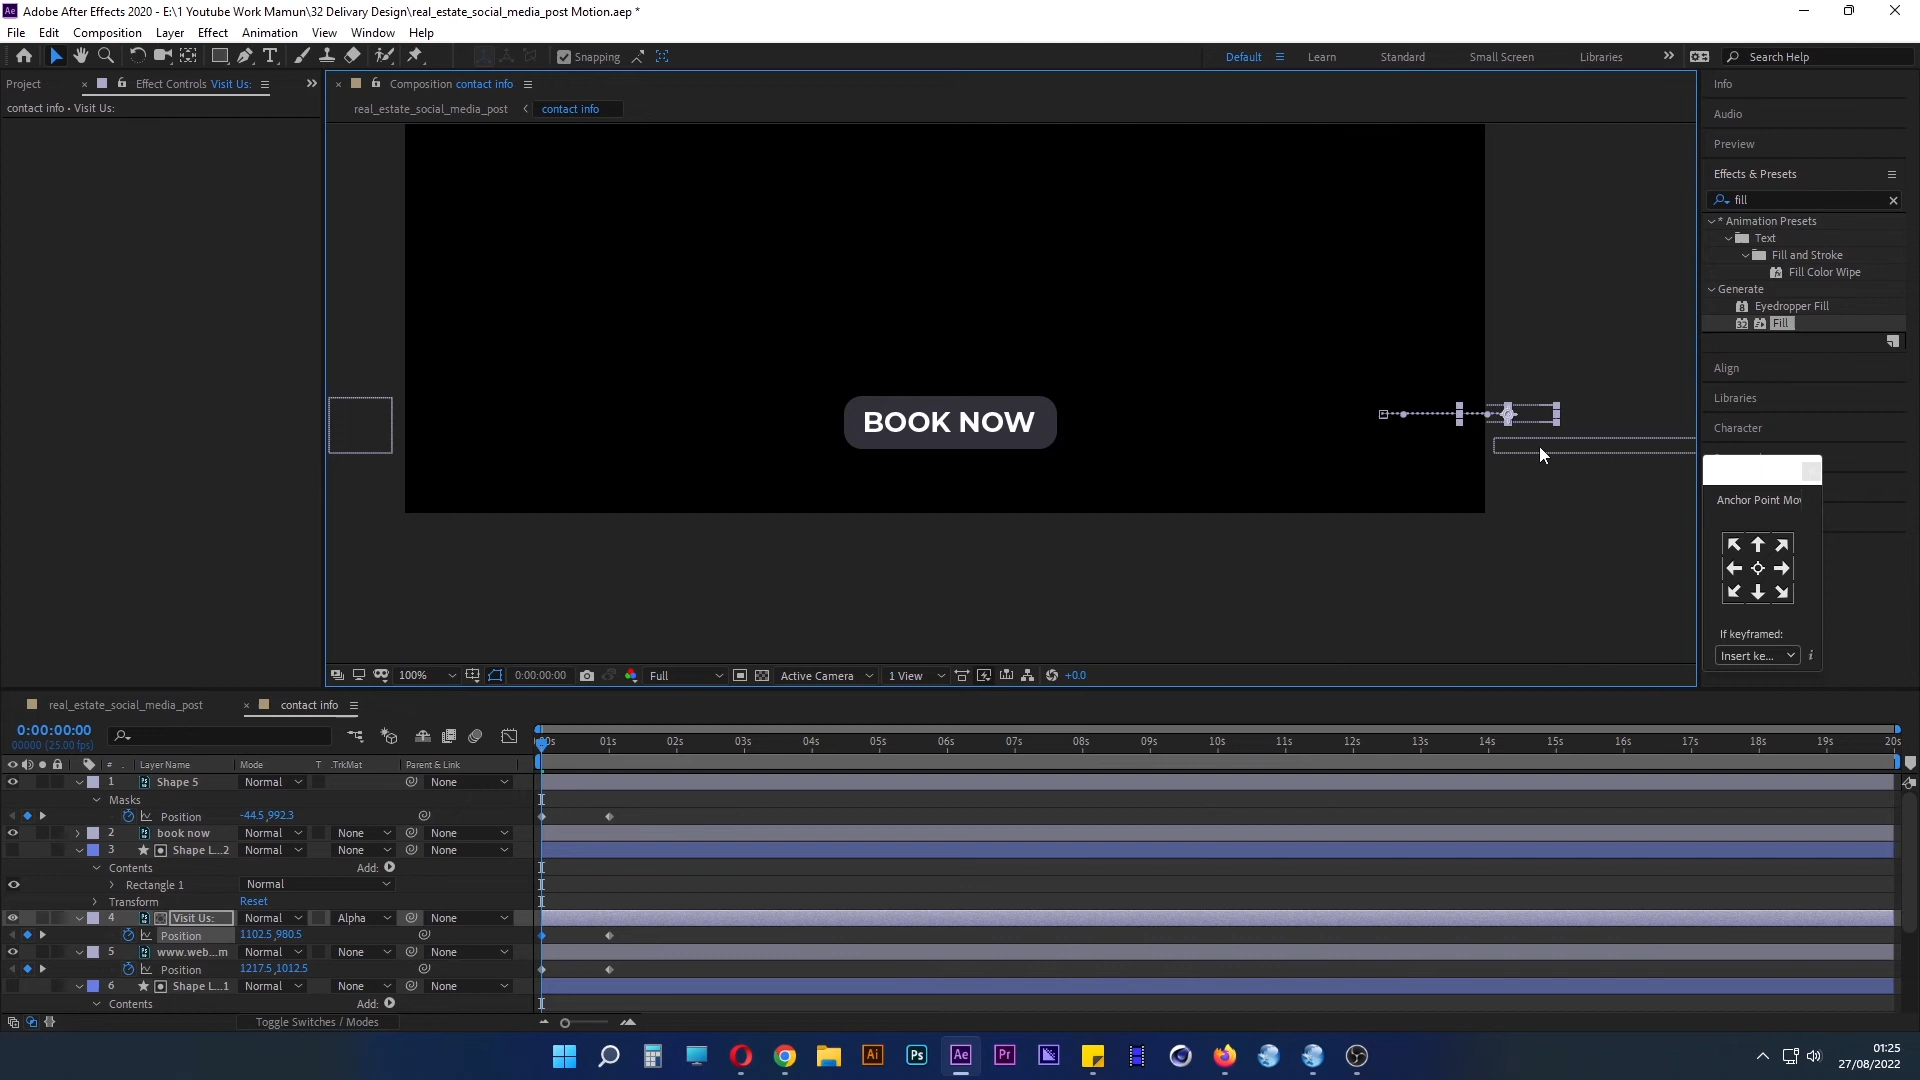 Adobe After Effects 2020 - E:\1 Youtube Work Mamun\32 Delivary Design\real_estate_social_media_post Motion.aep *
File Edit Composition Layer Effect Animation View Window Help
Snapping Default Learn Standard Small Screen Libraries Search Help
Project Effect Controls Visit Us:
contact info • Visit Us:
Composition contact info
real_estate_social_media_post contact info
Info
Audio
Preview
Effects & Presets
fill
* Animation Presets
Text
Fill and Stroke
Fill Color Wipe
Generate
Eyedropper Fill
Fill
Align
Libraries
Character
BOOK NOW
Anchor Point Mov
If keyframed:
Insert ke...
100% 0:00:00:00 Full Active Camera 1 View +0.0
real_estate_social_media_post contact info
0:00:00:00
00000 (25.00 fps)
00s 01s 02s 03s 04s 05s 06s 07s 08s 09s 10s 11s 12s 13s 14s 15s 16s 17s 18s 19s 20s
# Layer Name Mode T .TrkMat Parent & Link
1 Shape 5 Normal None
Masks
Position -44.5,992.3
2 book now Normal None None
3 Shape L...2 Normal None None
Contents Add:
Rectangle 1 Normal
Transform Reset
4 Visit Us: Normal Alpha None
Position 1102.5,980.5
5 www.web...m Normal None None
Position 1217.5,1012.5
6 Shape L...1 Normal None None
Contents Add:
Toggle Switches / Modes
01:25
27/08/2022